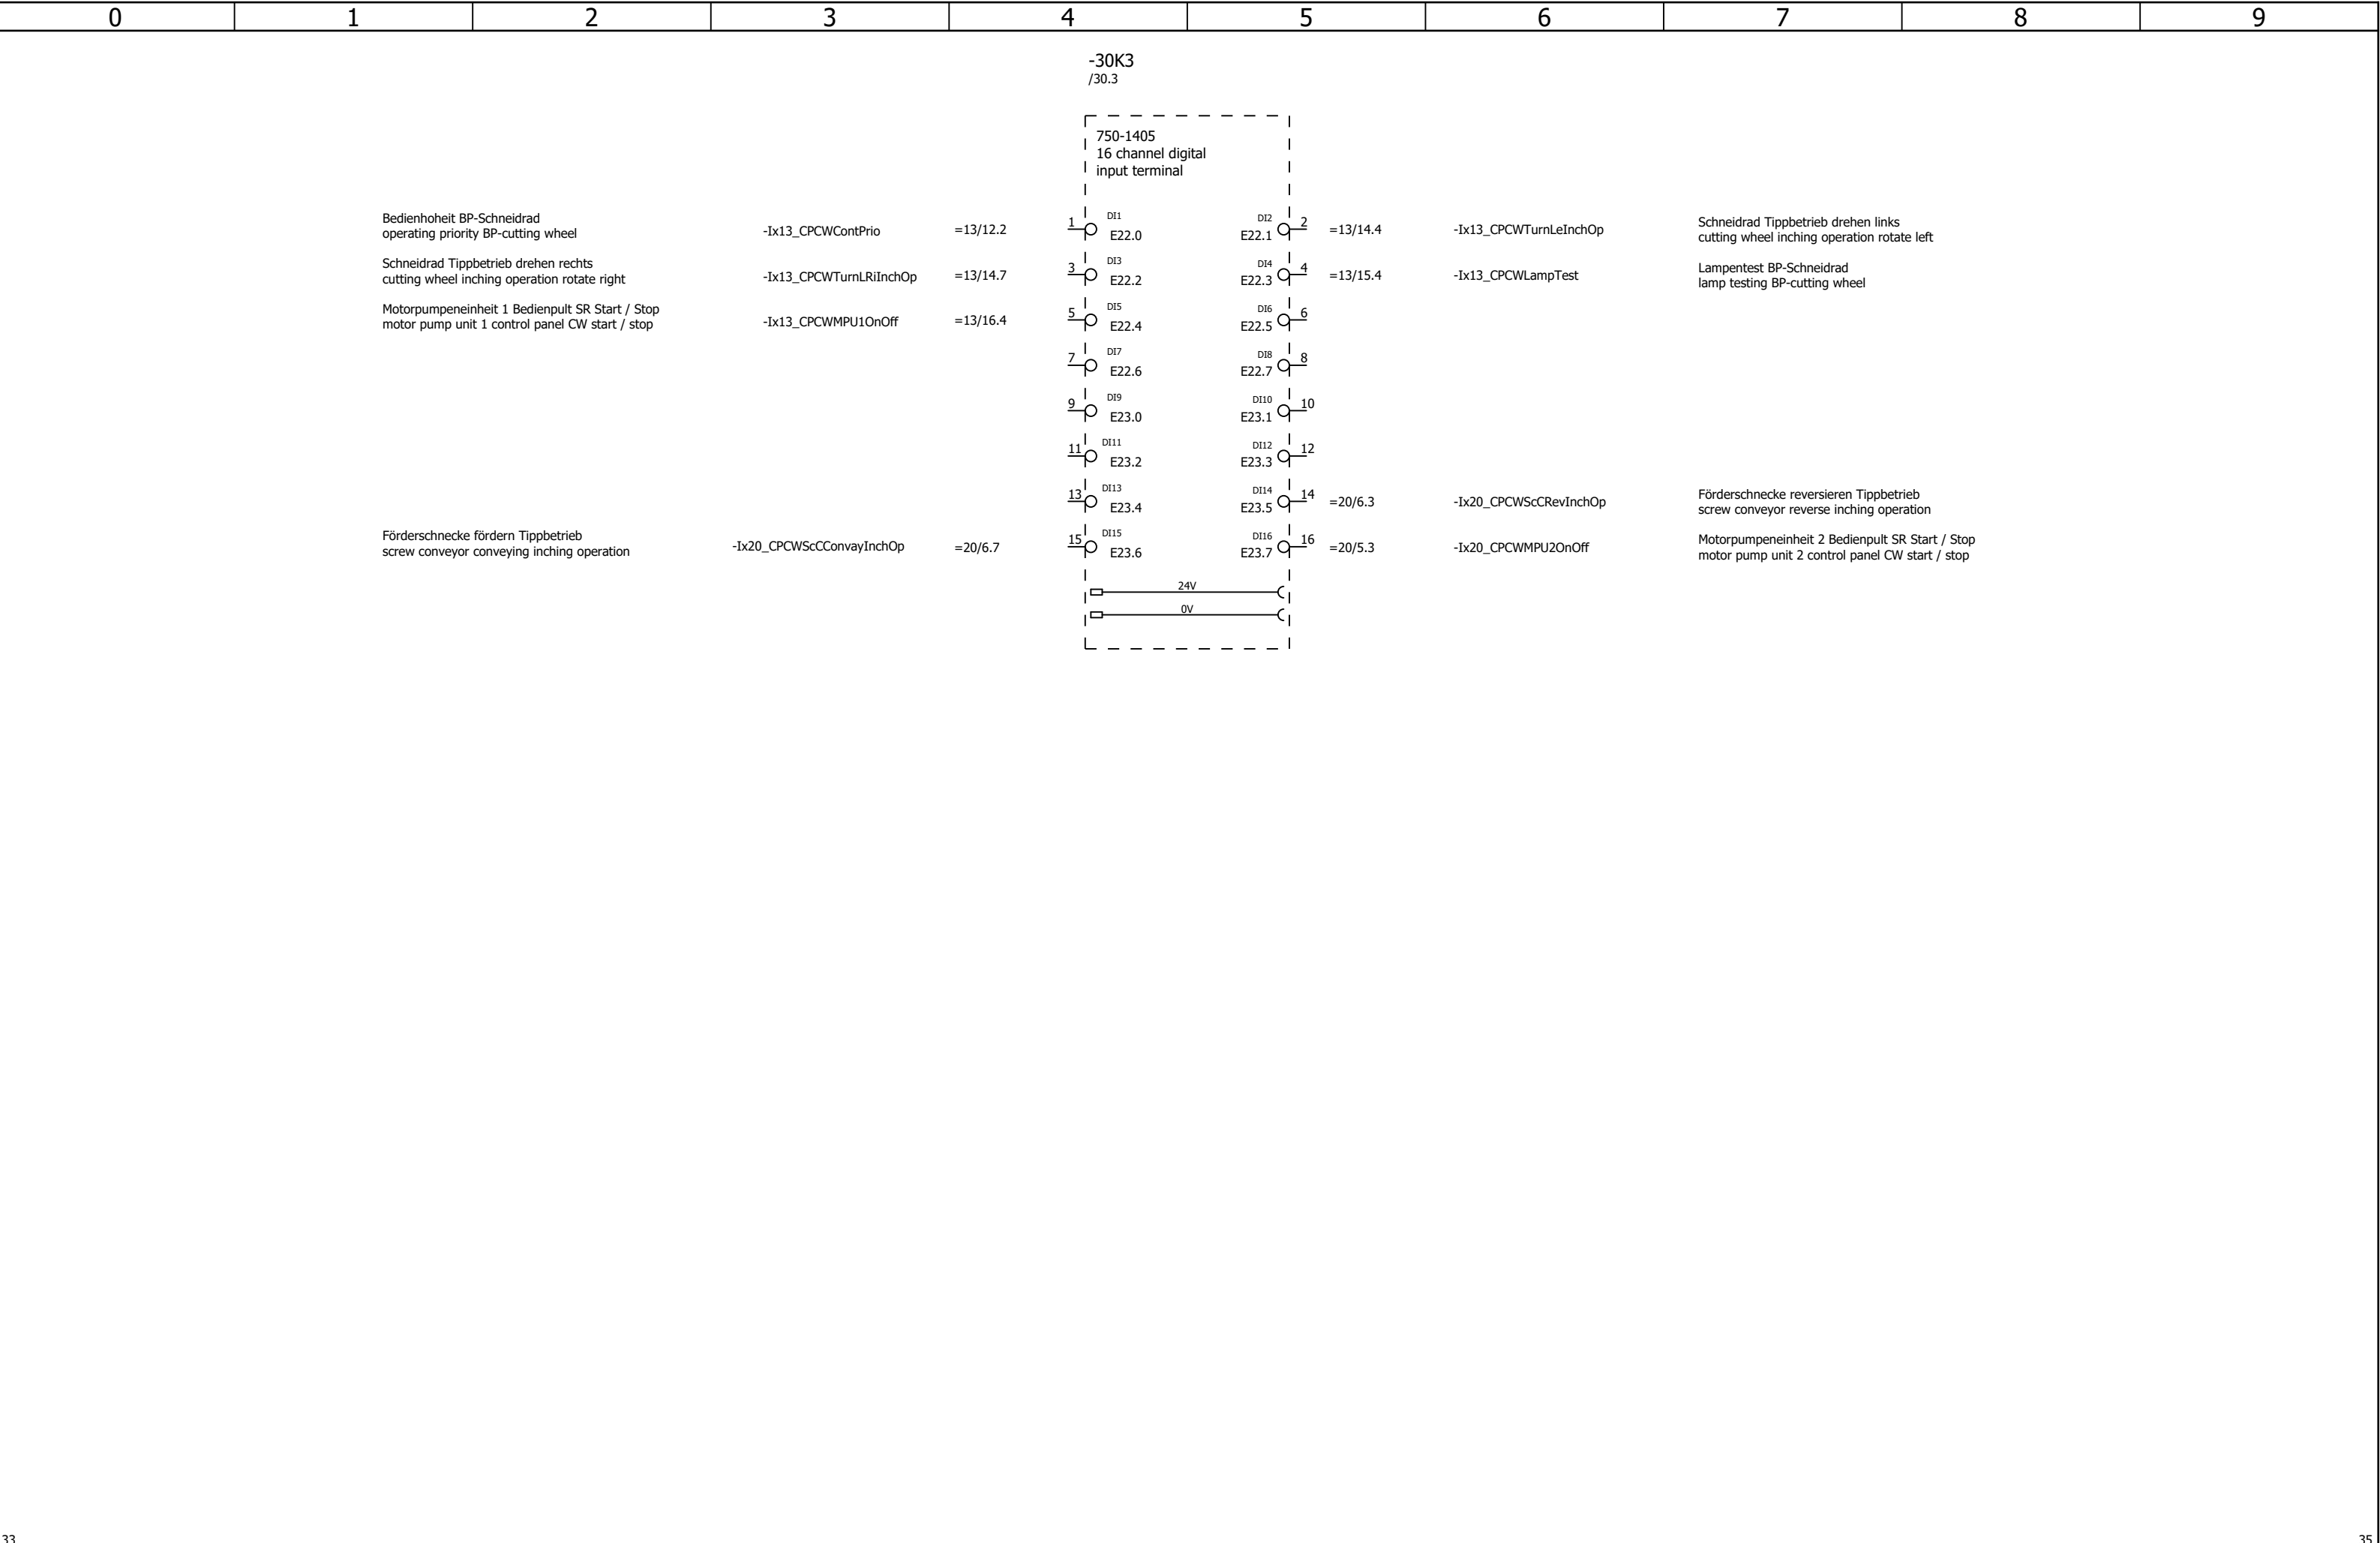 0 1 2 3 4 5 6 7 8 9
-30K3
/30.3
750-1405
16 channel digital
input terminal
Bedienhoheit BP-Schneidrad
operating priority BP-cutting wheel
-Ix13_CPCWContPrio
=13/12.2
1 DI1
E22.0
DI2 2
E22.1
=13/14.4
-Ix13_CPCWTurnLeInchOp
Schneidrad Tippbetrieb drehen links
cutting wheel inching operation rotate left
Schneidrad Tippbetrieb drehen rechts
cutting wheel inching operation rotate right
-Ix13_CPCWTurnLRiInchOp
=13/14.7
3 DI3
E22.2
DI4 4
E22.3
=13/15.4
-Ix13_CPCWLampTest
Lampentest BP-Schneidrad
lamp testing BP-cutting wheel
Motorpumpeneinheit 1 Bedienpult SR Start / Stop
motor pump unit 1 control panel CW start / stop
-Ix13_CPCWMPU1OnOff
=13/16.4
5 DI5
E22.4
DI6 6
E22.5
7 DI7
E22.6
DI8 8
E22.7
9 DI9
E23.0
DI10 10
E23.1
11 DI11
E23.2
DI12 12
E23.3
13 DI13
E23.4
DI14 14
E23.5
=20/6.3
-Ix20_CPCWScCRevInchOp
Förderschnecke reversieren Tippbetrieb
screw conveyor reverse inching operation
Förderschnecke fördern Tippbetrieb
screw conveyor conveying inching operation
-Ix20_CPCWScCConvayInchOp
=20/6.7
15 DI15
E23.6
DI16 16
E23.7
=20/5.3
-Ix20_CPCWMPU2OnOff
Motorpumpeneinheit 2 Bedienpult SR Start / Stop
motor pump unit 2 control panel CW start / stop
24V
0V
33
35